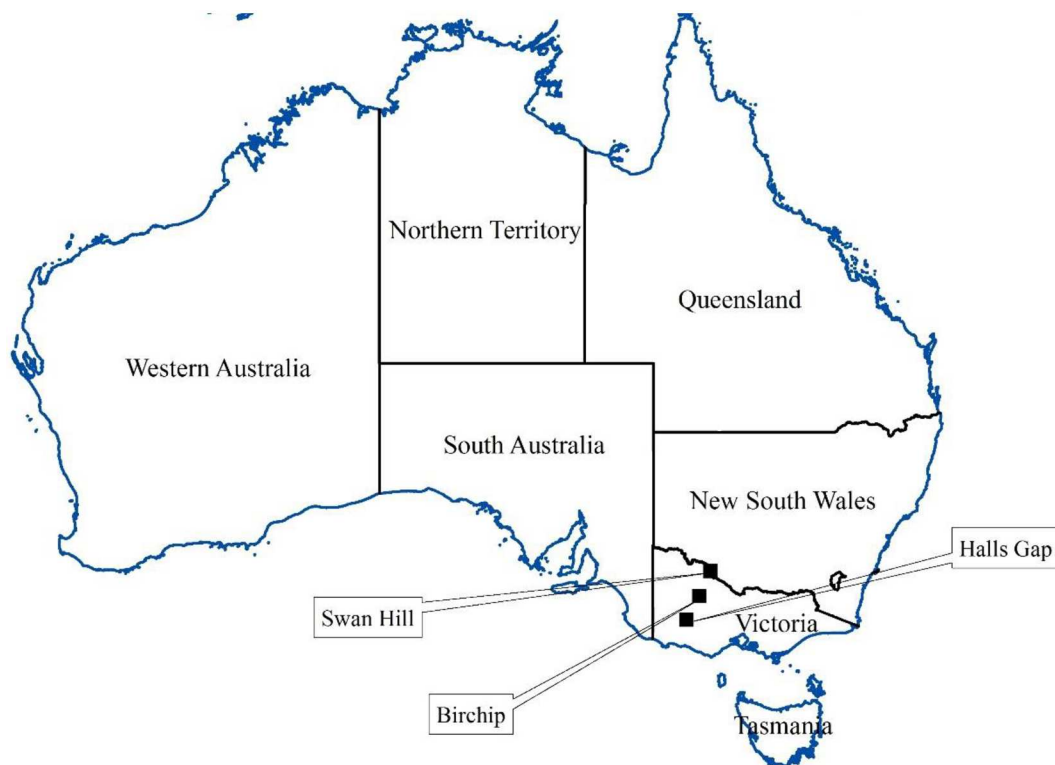 Northern Territory
Queensland
Western Australia
South Australia
New South Wales
Halls Gap
Swan Hill
Victoria
Birchip
Tasmania